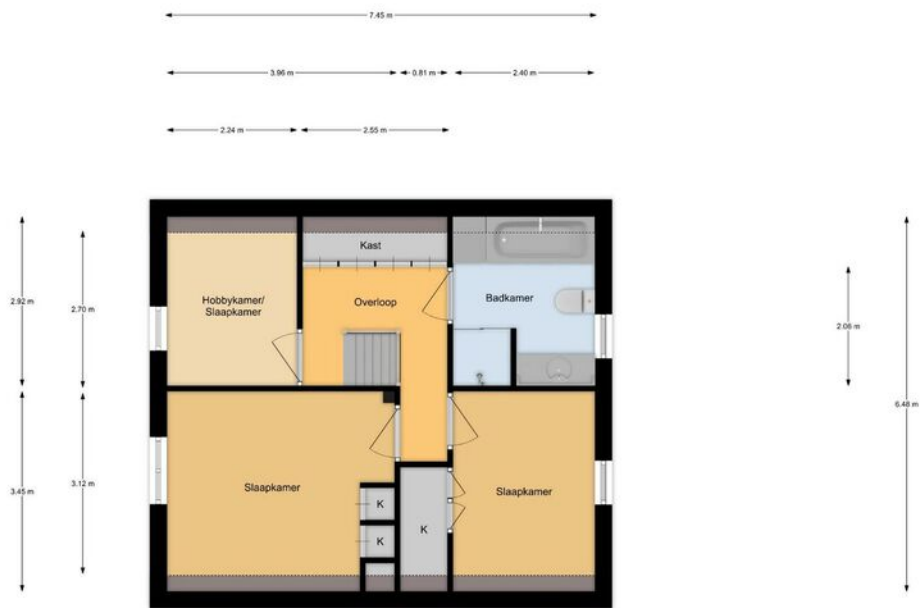 7.45 m
3.96 m
0.81 m
2.40 m
2.24 m
2.55 m
Kast
Hobbykamer/
Slaapkamer
Overloop
Badkamer
2.92 m
2.70 m
2.06 m
6.48 m
3.45 m
3.12 m
Slaapkamer
K
K
K
Slaapkamer